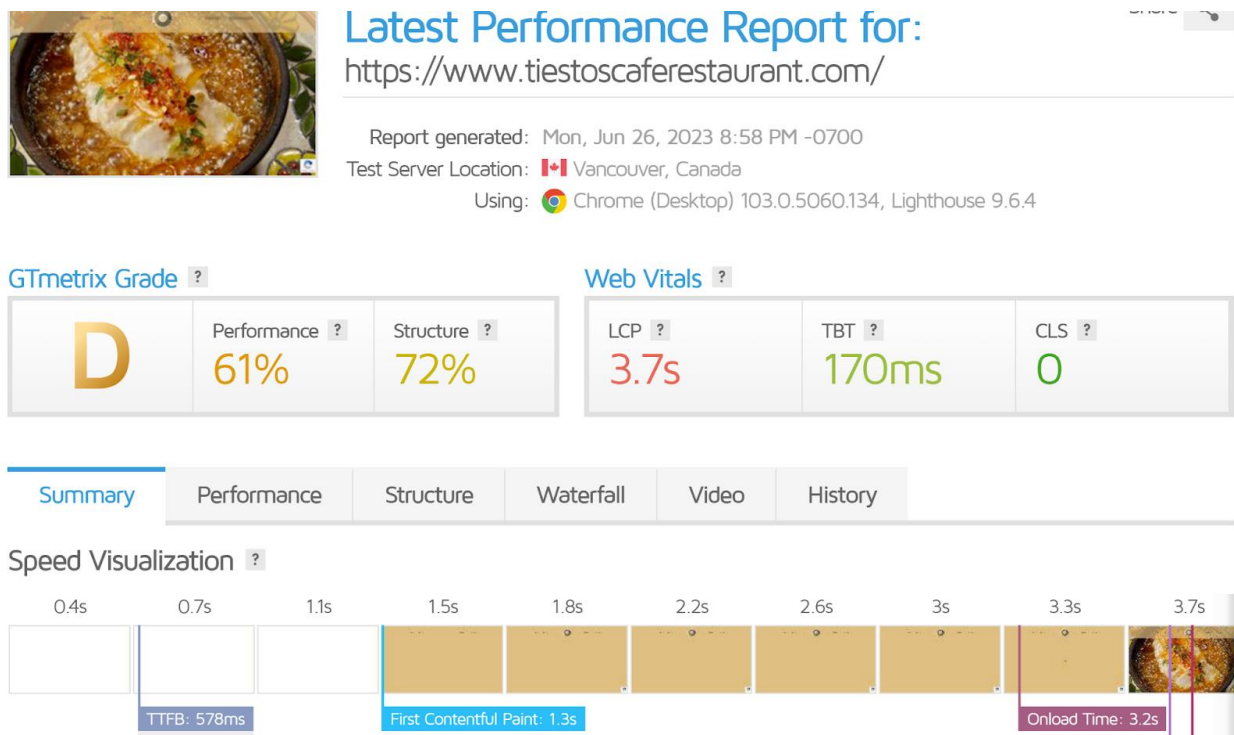 Latest Performance Report for:
https://www.tiestoscaferestaurant.com/
Report generated: Mon, Jun 26, 2023 8:58 PM -0700
Test Server Location: Vancouver, Canada
Using: Chrome (Desktop) 103.0.5060.134, Lighthouse 9.6.4
GTmetrix Grade ?
Web Vitals ?
D
Performance ?
61%
Structure ?
72%
LCP ?
3.7s
TBT ?
170ms
CLS ?
0
Summary Performance Structure Waterfall Video History
Speed Visualization ?
0.4s 0.7s 1.1s 1.5s 1.8s 2.2s 2.6s 3s 3.3s 3.7s
TTFB: 578ms
First Contentful Paint: 1.3s
Onload Time: 3.2s